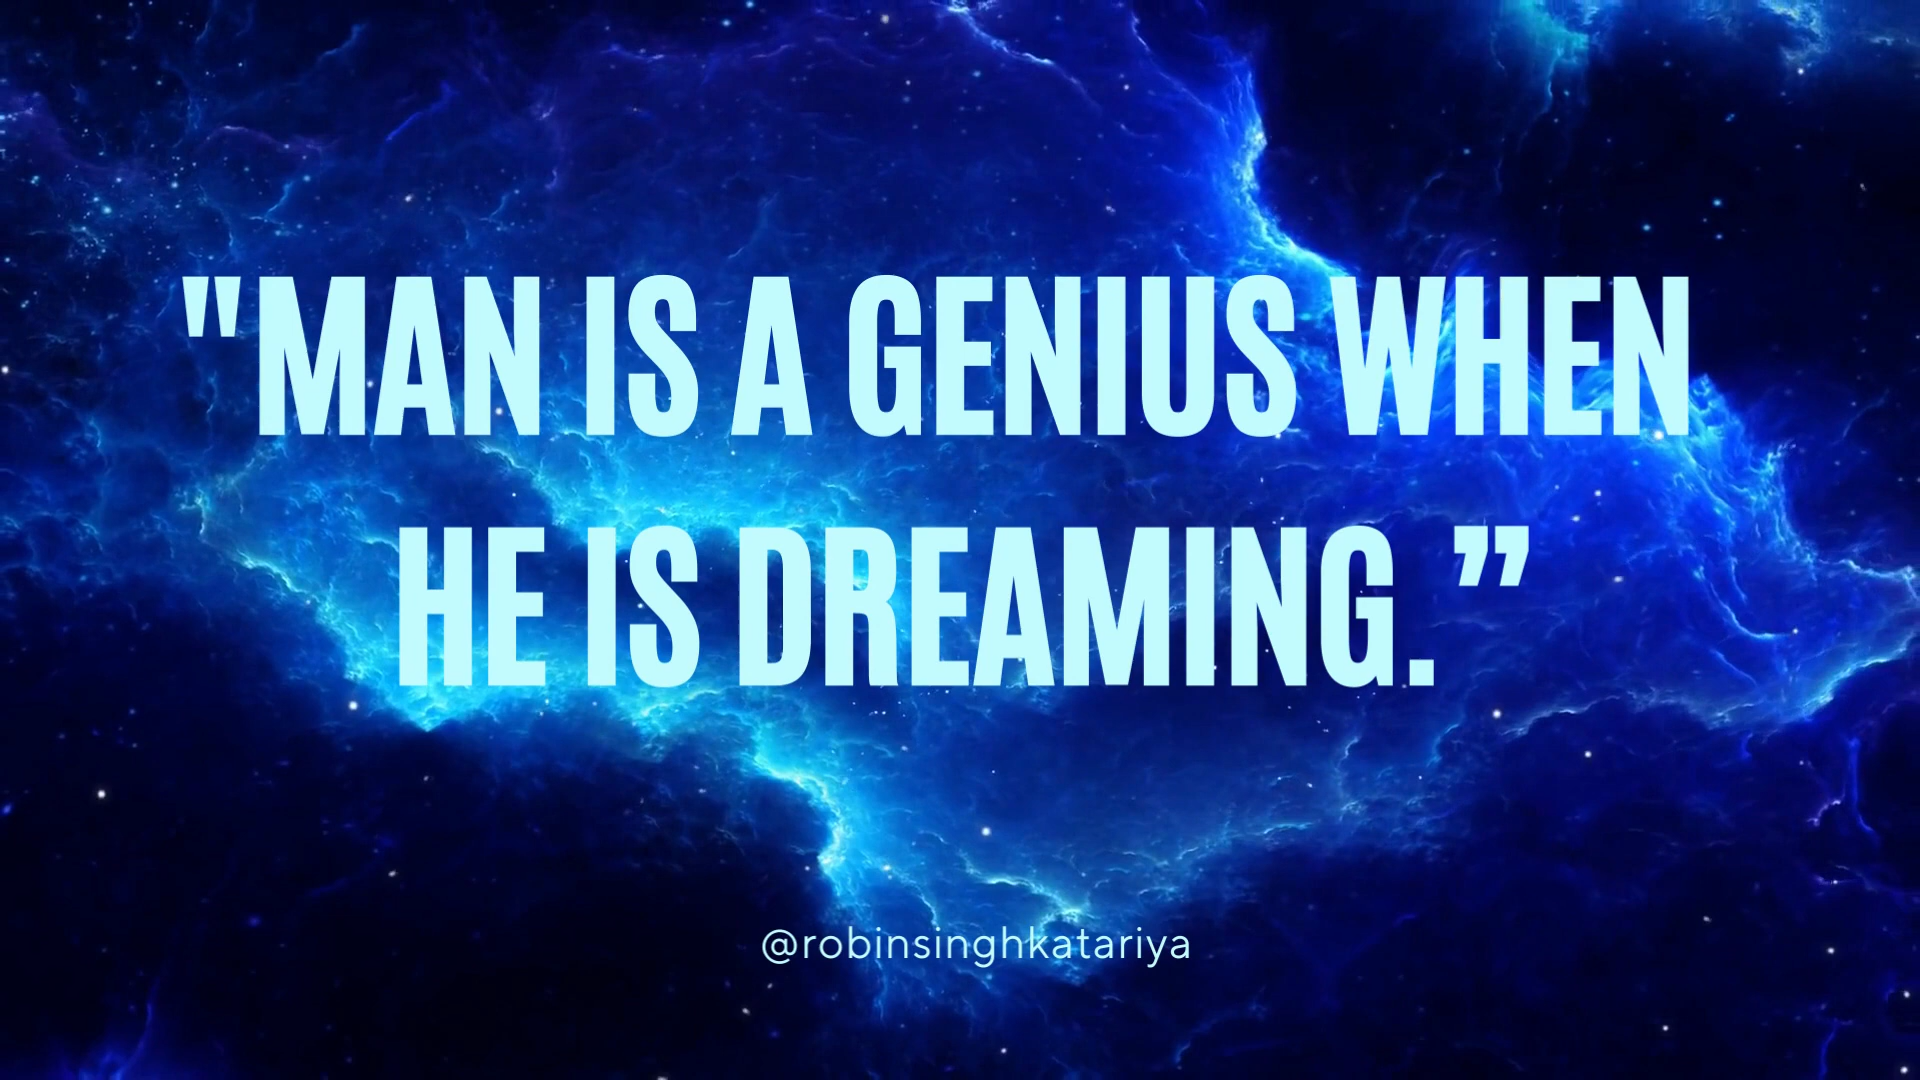 "MAN IS A GENIUS WHEN
HE IS DREAMING.”
@robinsinghkatariya